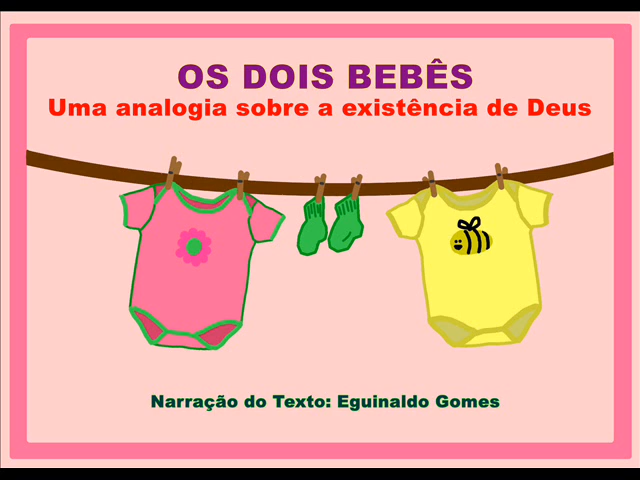 OS DOIS BEBÊS
Uma analogia sobre a existência de Deus
Narração do Texto: Eguinaldo Gomes